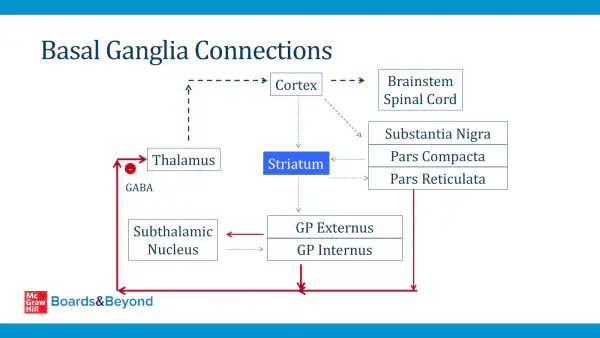 Basal Ganglia Connections
Cortex
Brainstem
Spinal Cord
Substantia Nigra
Thalamus
Striatum
Pars Compacta
Pars Reticulata
GABA
Subthalamic
Nucleus
GP Externus
GP Internus
Mc
Graw
Hill
Boards&Beyond